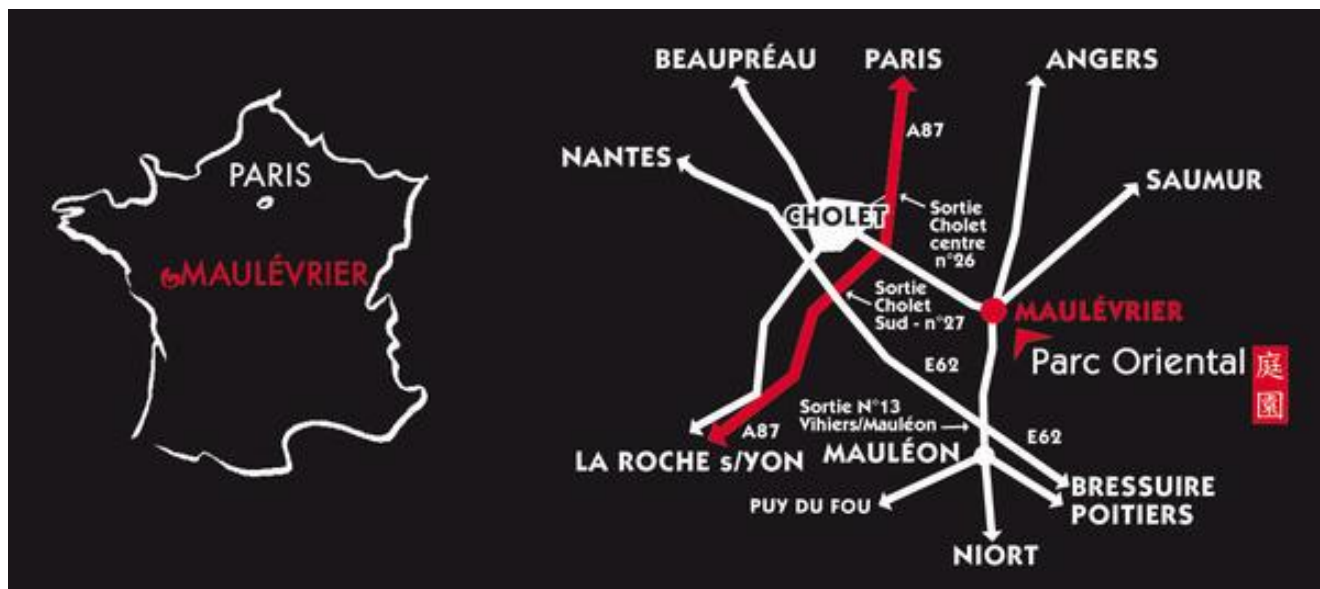 PARIS
MAULÉVRIER
BEAUPRÉAU
PARIS
ANGERS
A87
NANTES
SAUMUR
CHOLET
Sortie
Cholet
centre
n°26
Sortie
Cholet
Sud - n°27
MAULÉVRIER
Parc Oriental
庭
園
E62
Sortie N°13
Vihiers/Mauléon
A87
E62
LA ROCHE s/YON
MAULÉON
PUY DU FOU
BRESSUIRE
POITIERS
NIORT